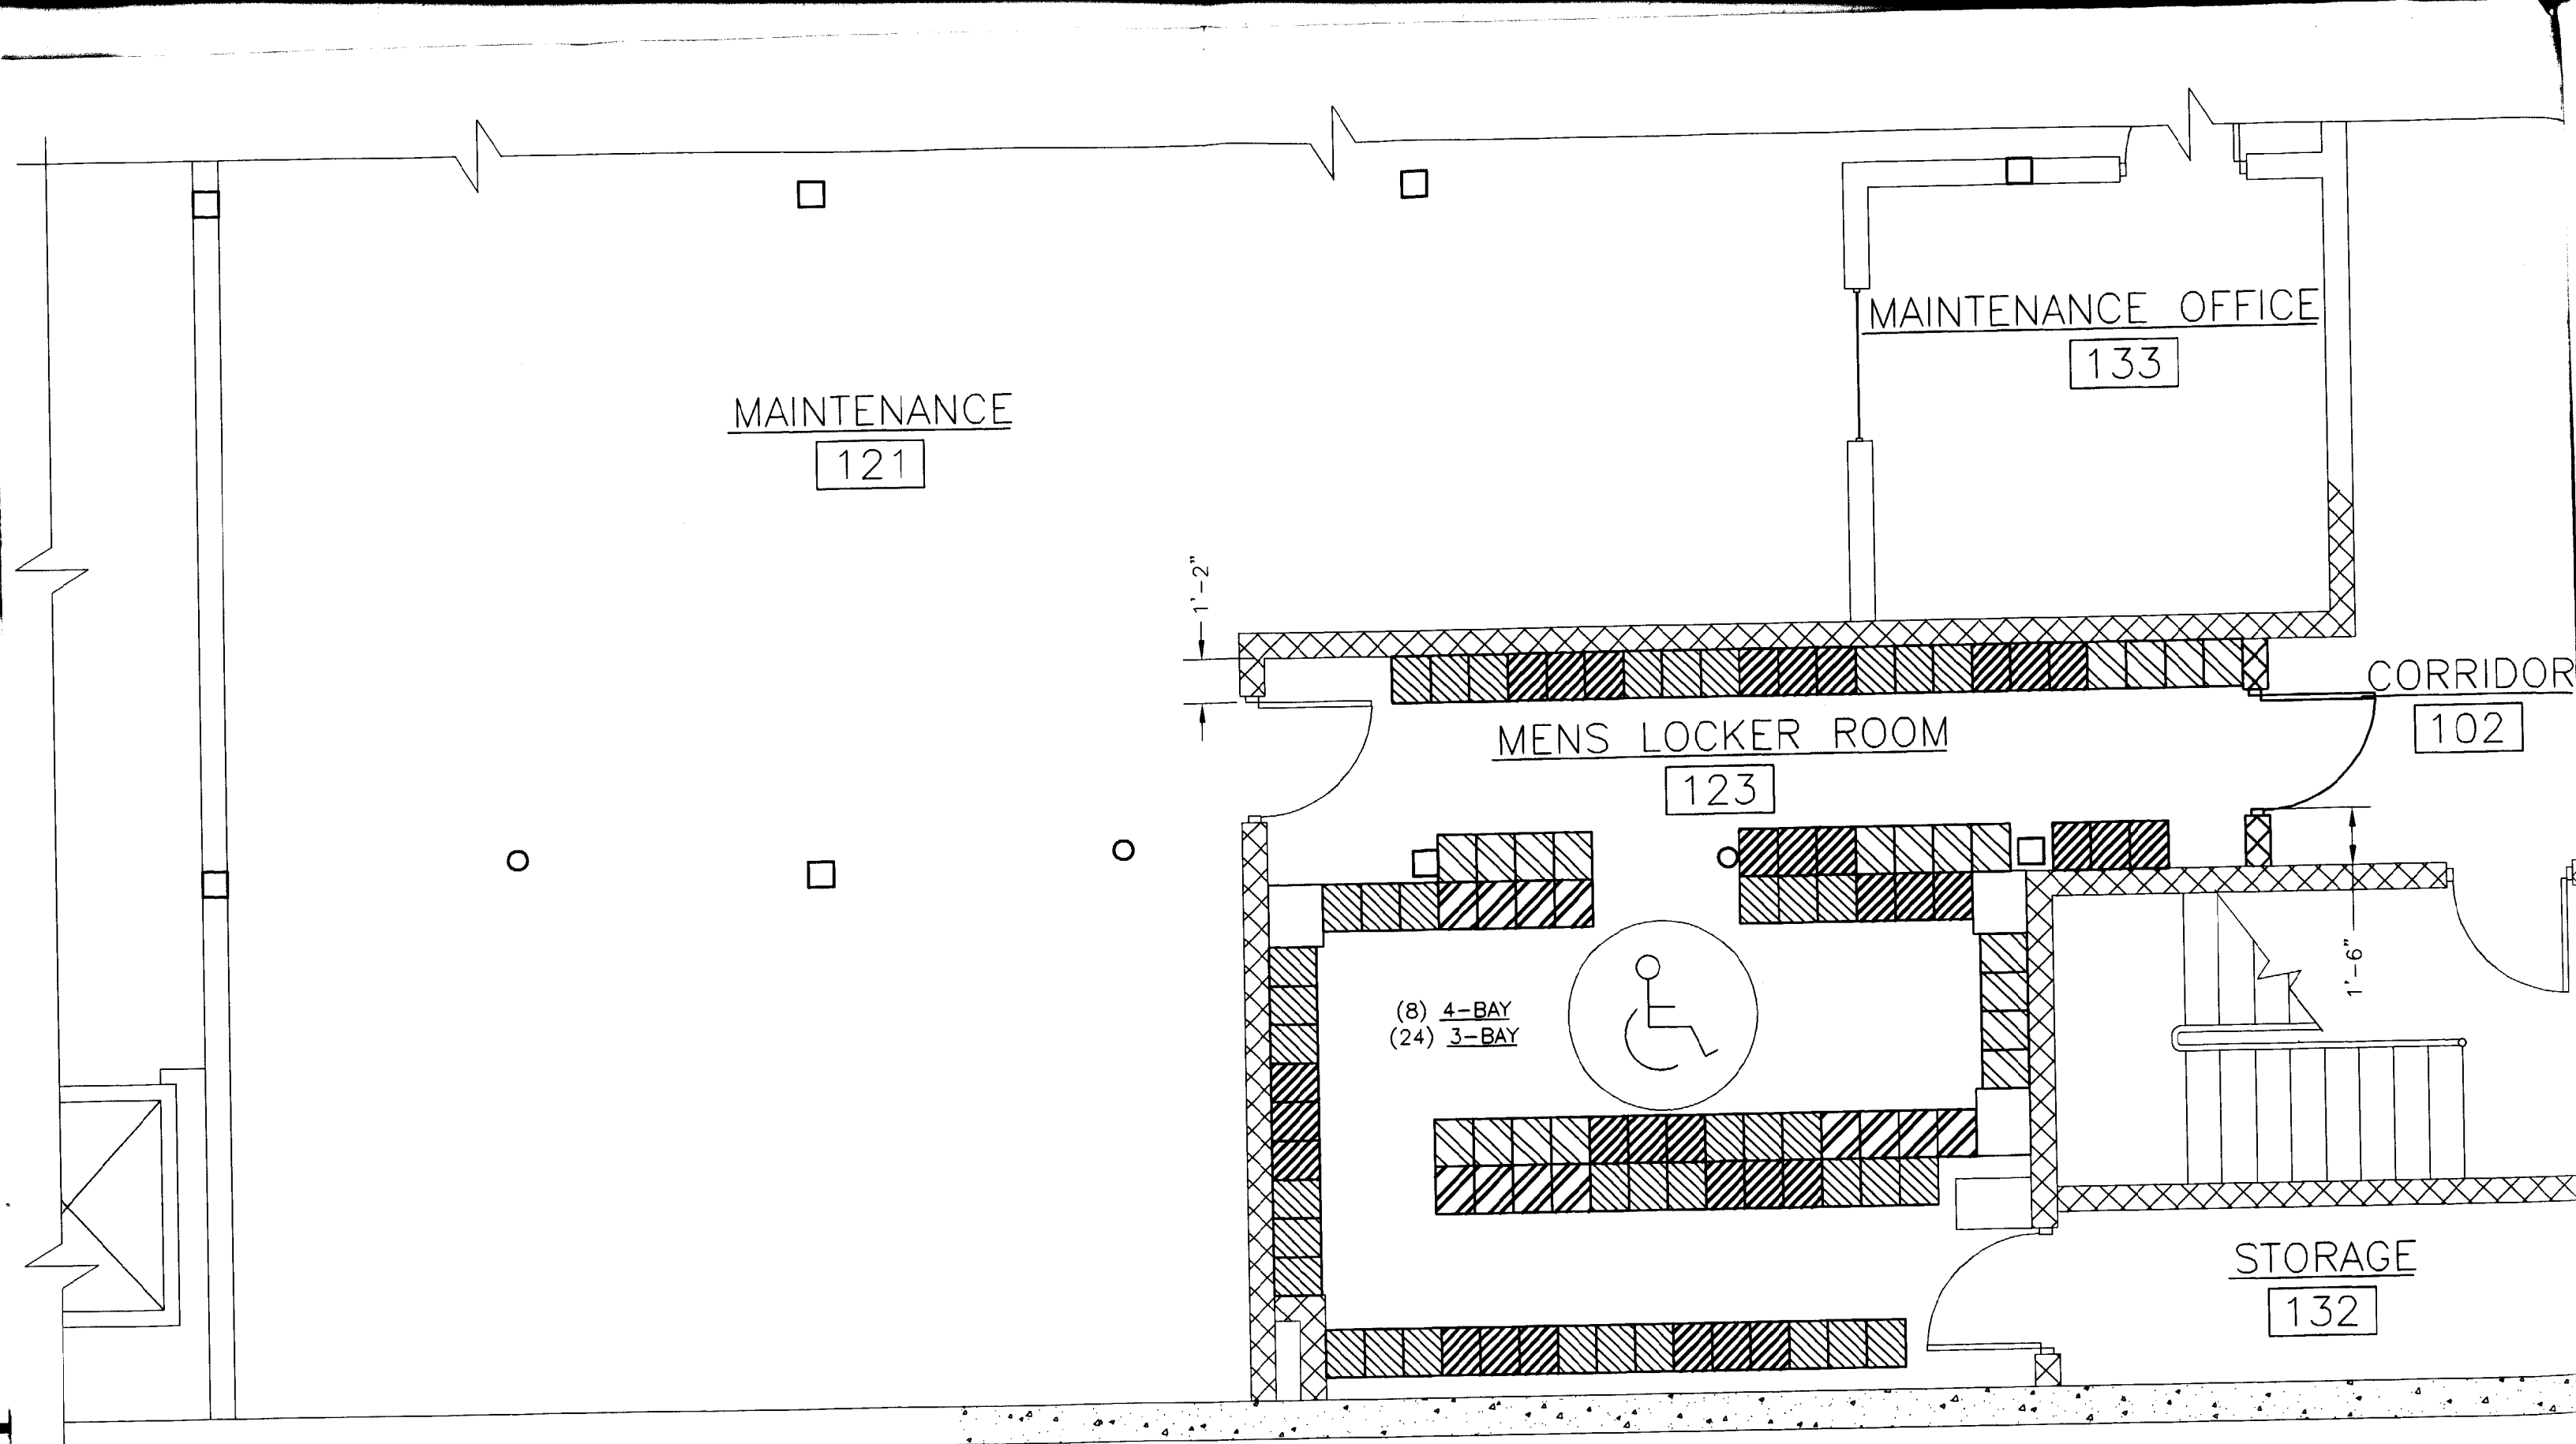 MAINTENANCE OFFICE
133
MAINTENANCE
121
1'-2"
CORRIDOR
102
MENS LOCKER ROOM
123
1'-6"
(8) 4-BAY
(24) 3-BAY
STORAGE
132